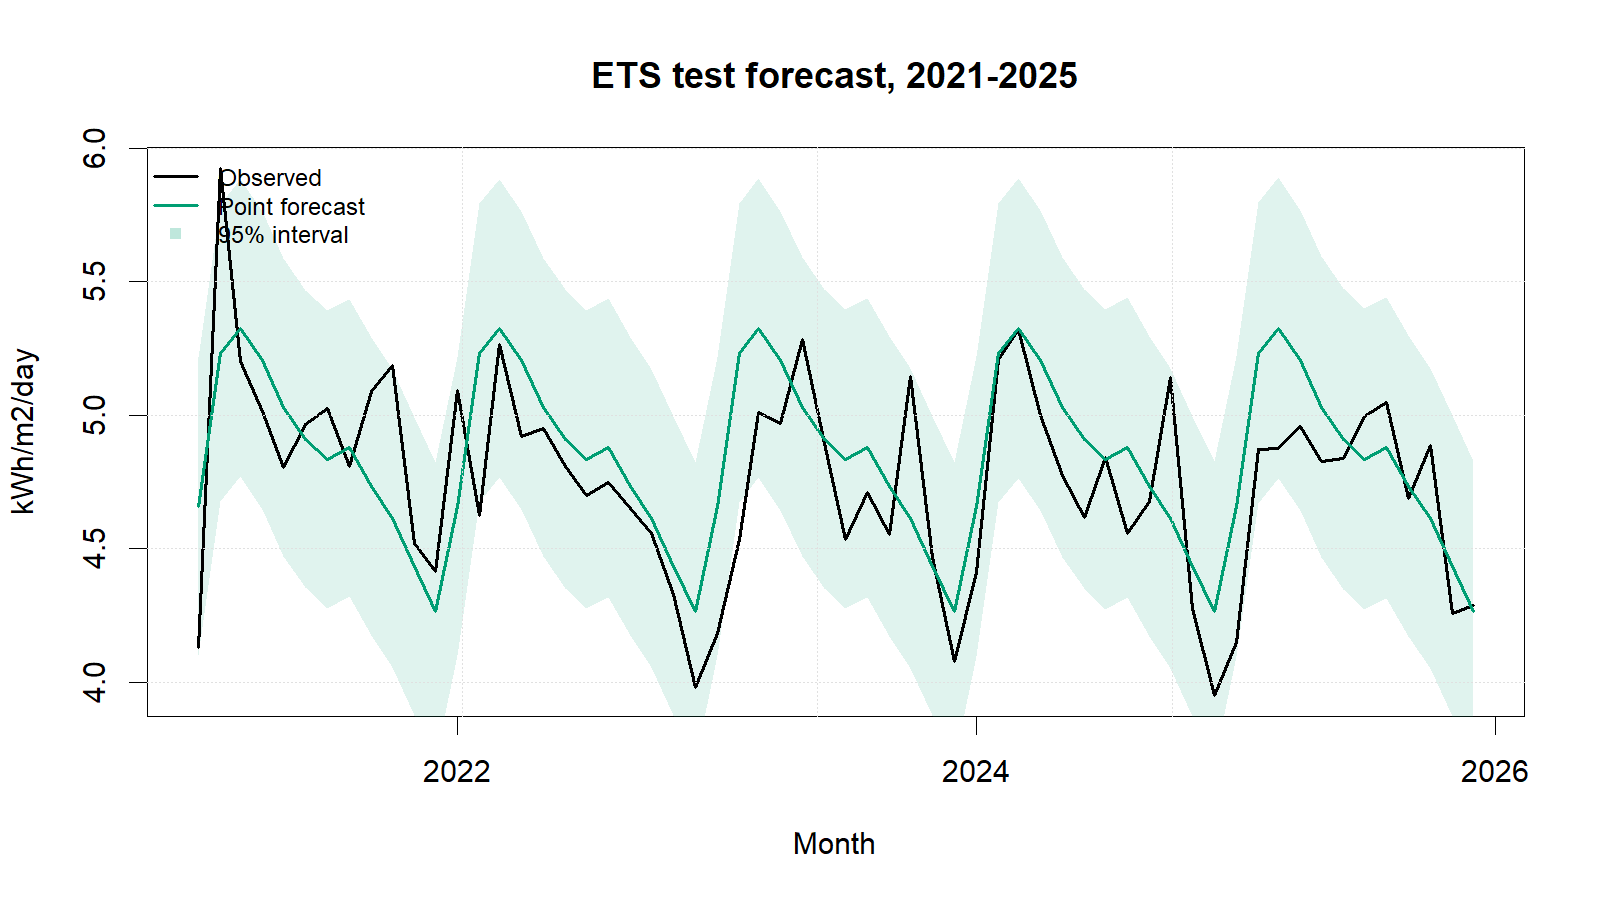 ETS test forecast, 2021-2025
Observed
Point forecast
95% interval
6.0
5.5
5.0
4.5
4.0
kWh/m2/day
2022
2024
2026
Month